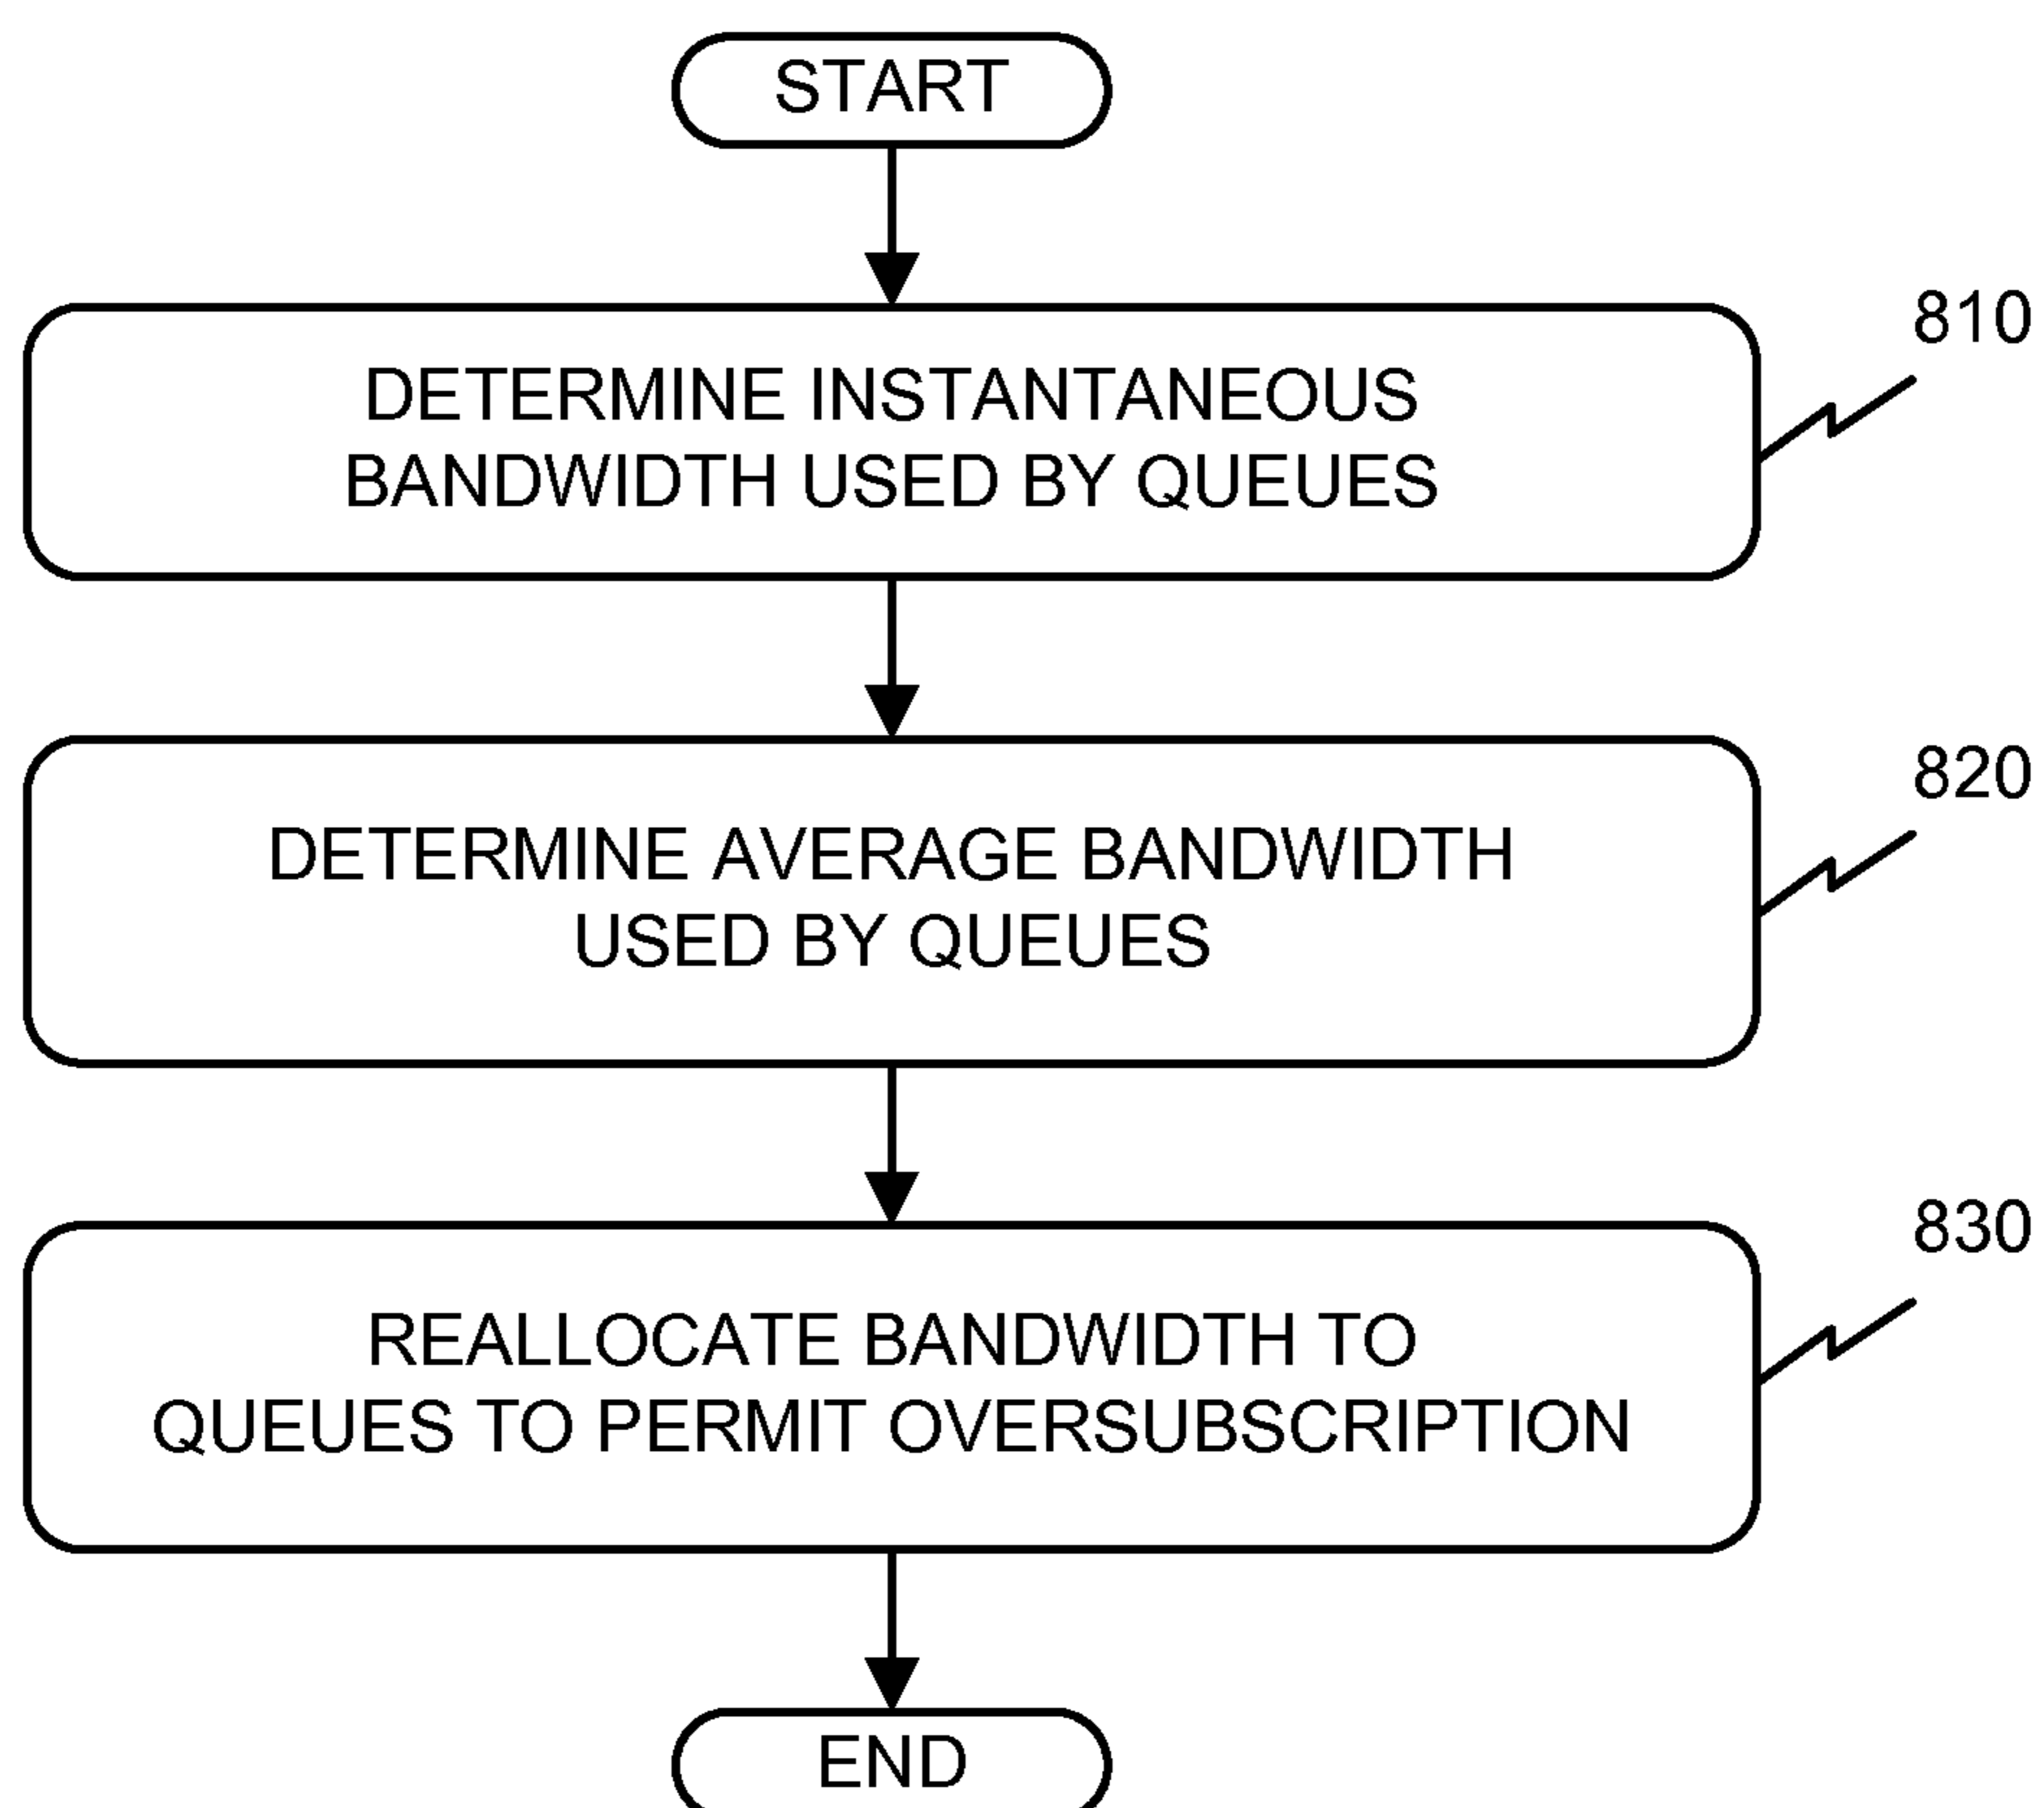 START
810
DETERMINE INSTANTANEOUS
BANDWIDTH USED BY QUEUES
820
DETERMINE AVERAGE BANDWIDTH
USED BY QUEUES
830
REALLOCATE BANDWIDTH TO
QUEUES TO PERMIT OVERSUBSCRIPTION
END